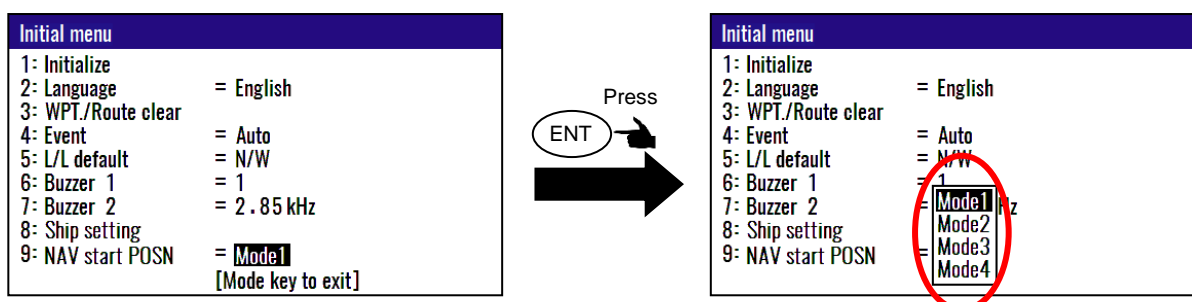 Initial menu
1: Initialize
2: Language = English
3: WPT./Route clear
4: Event = Auto
5: L/L default = N/W
6: Buzzer 1 = 1
7: Buzzer 2 = 2.85 kHz
8: Ship setting
9: NAV start POSN = Mode1
[Mode key to exit]
Press
ENT
Initial menu
1: Initialize
2: Language = English
3: WPT./Route clear
4: Event = Auto
5: L/L default = N/W
6: Buzzer 1 = 1
7: Buzzer 2 = Mode1 Hz
8: Ship setting Mode2
Mode3
9: NAV start POSN =
Mode4